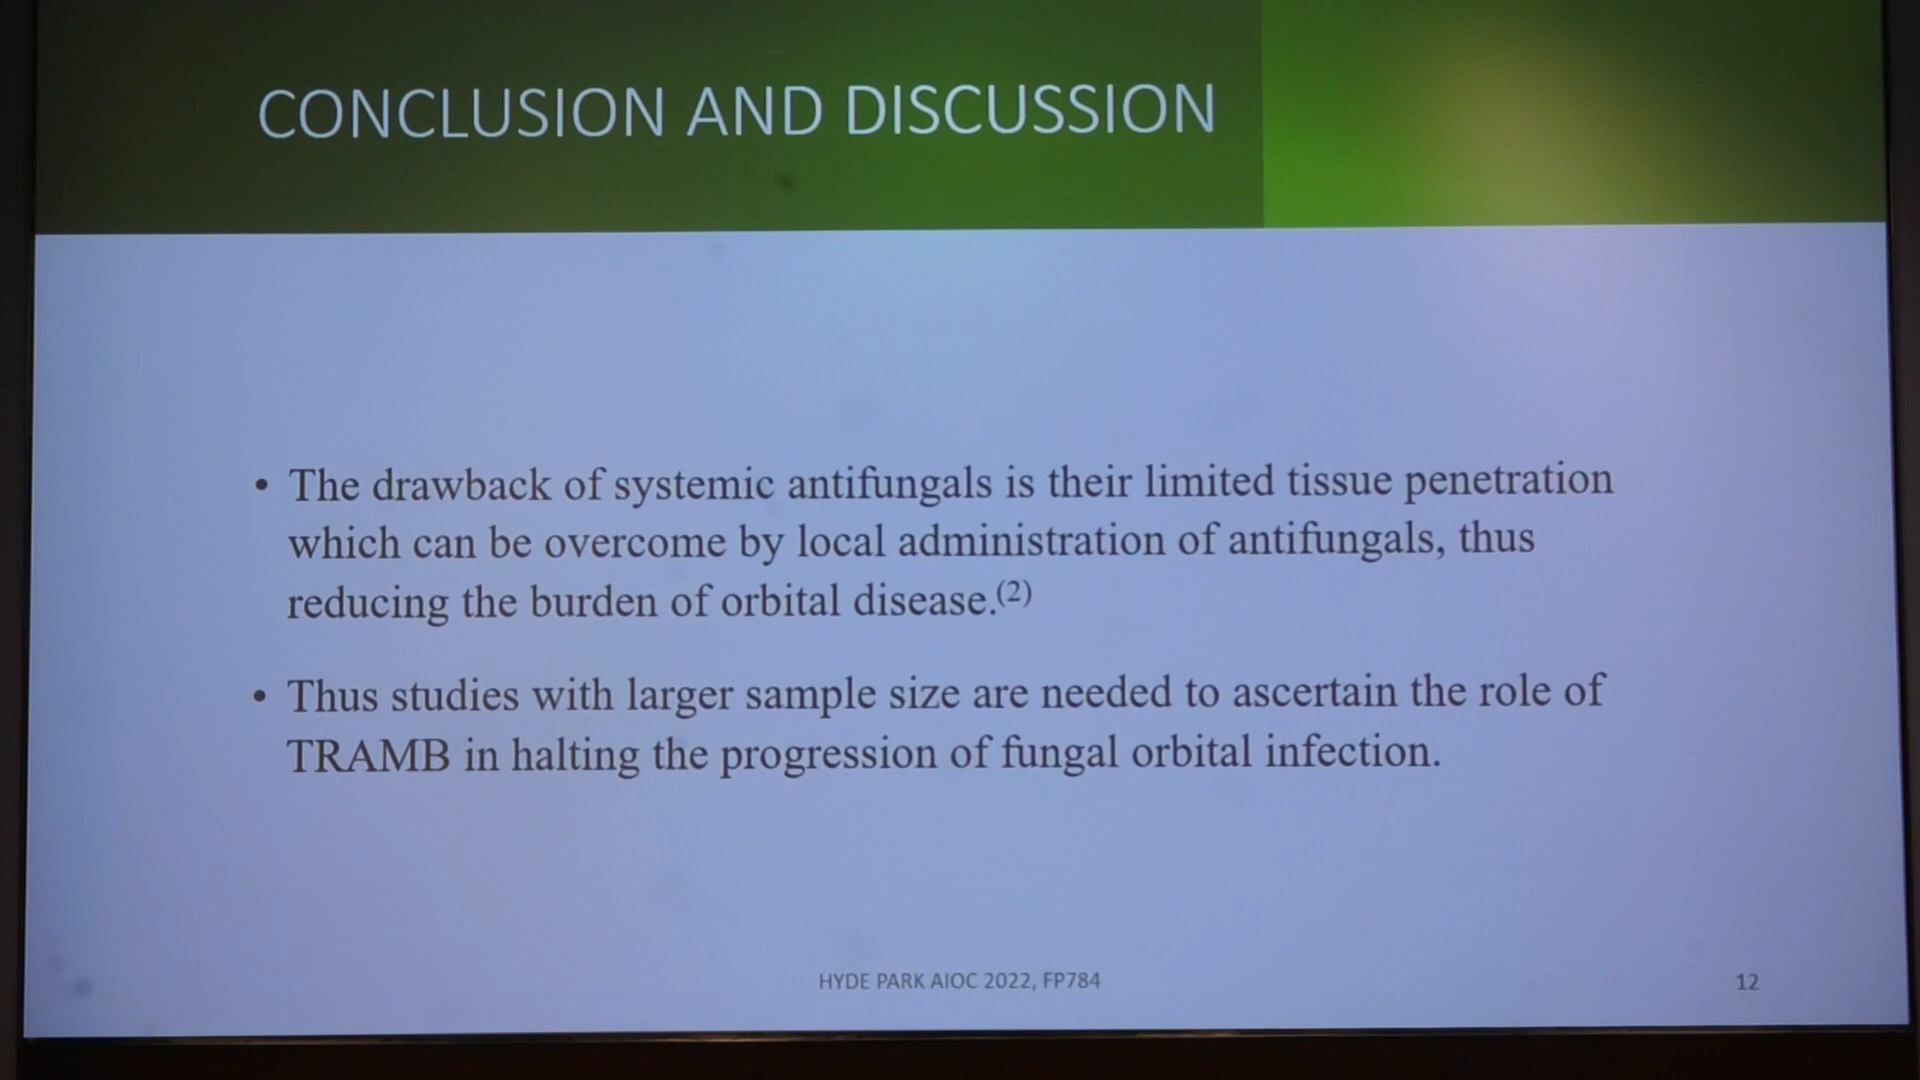 CONCLUSION AND DISCUSSION
• The drawback of systemic antifungals is their limited tissue penetration
which can be overcome by local administration of antifungals, thus
reducing the burden of orbital disease.(2)
• Thus studies with larger sample size are needed to ascertain the role of
TRAMB in halting the progression of fungal orbital infection.
HYDE PARK AIOC 2022, FP784
12